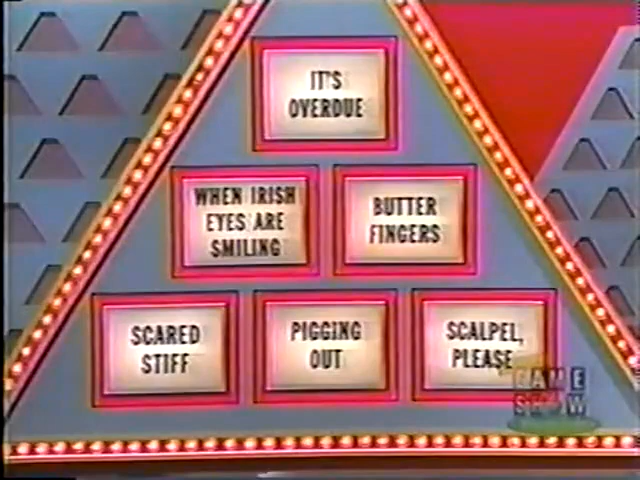 IT'S
OVERDUE
WHEN IRISH
EYES ARE
SMILING
BUTTER
FINGERS
SCARED
STIFF
PIGGING
OUT
SCALPEL,
PLEASE
GAME
SHOW